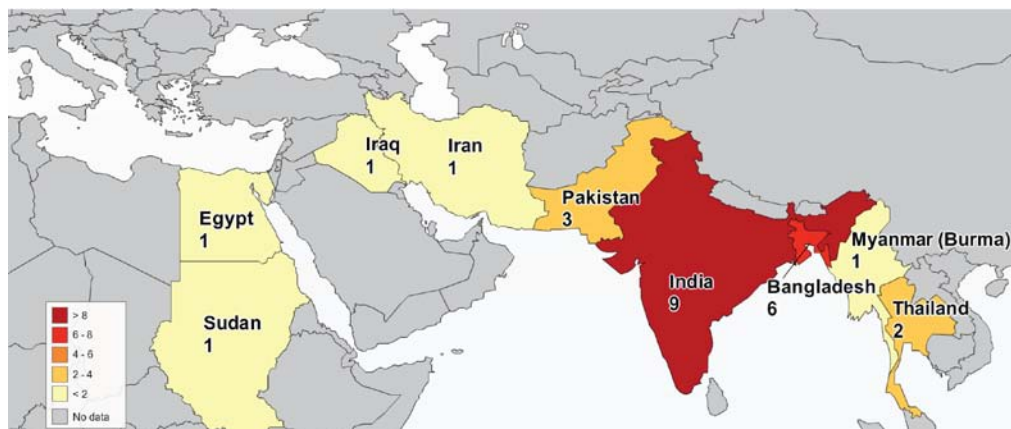 Iraq
1
Iran
1
Pakistan
3
Egypt
1
Myanmar (Burma)
1
India
9
Bangladesh
6
Thailand
2
Sudan
1
> 8
6 - 8
4 - 6
2 - 4
< 2
No data